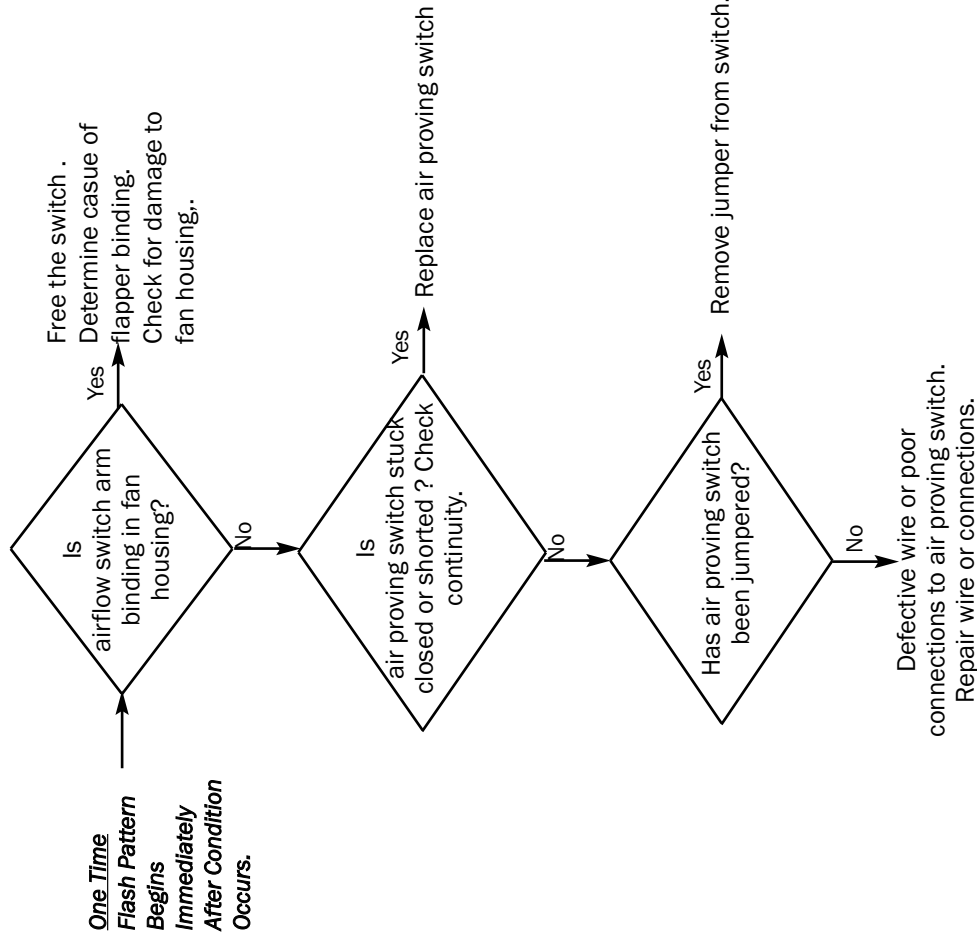 One Time
Flash Pattern
Begins
Immediately
After Condition
Occurs.
Is
airflow switch arm
binding in fan
housing?
Yes
Free the switch .
Determine casue of
flapper binding.
Check for damage to
fan housing,.
No
Is
air proving switch stuck
closed or shorted ? Check
continuity.
Yes
Replace air proving switch
No
Has air proving switch
been jumpered?
Yes
Remove jumper from switch.
No
Defective wire or poor
connections to air proving switch.
Repair wire or connections.